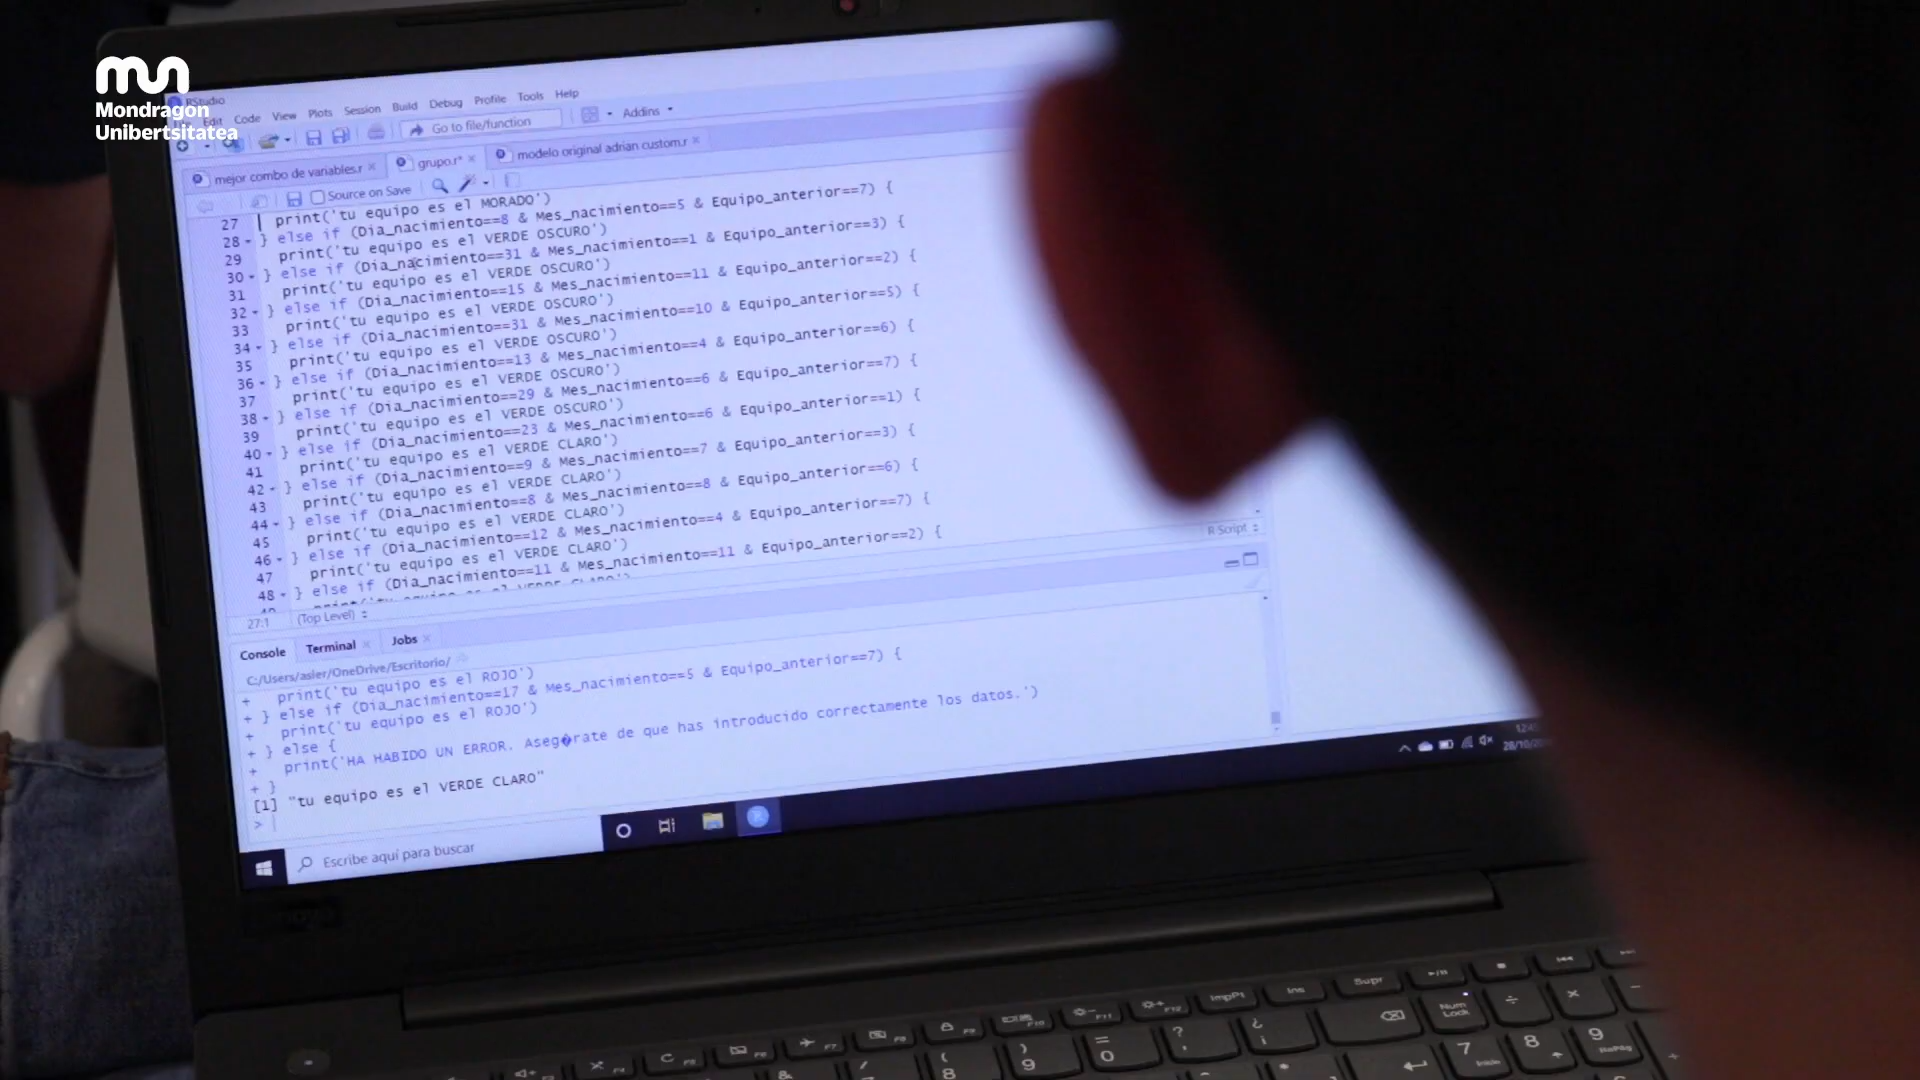 Mondragon
Unibertsitatea
RStudio
Edit Code View Plots Session Build Debug Profile Tools Help
Go to file/function
Addins
mejor combo de variables.r
grupo.r*
modelo original adrian custom.r
Source on Save
27 print('tu equipo es el MORADO')
28 } else if (Dia_nacimiento==8 & Mes_nacimiento==5 & Equipo_anterior==7) {
29 print('tu equipo es el VERDE OSCURO')
30 } else if (Dia_nacimiento==31 & Mes_nacimiento==1 & Equipo_anterior==3) {
31 print('tu equipo es el VERDE OSCURO')
32 } else if (Dia_nacimiento==15 & Mes_nacimiento==11 & Equipo_anterior==2) {
33 print('tu equipo es el VERDE OSCURO')
34 } else if (Dia_nacimiento==31 & Mes_nacimiento==10 & Equipo_anterior==5) {
35 print('tu equipo es el VERDE OSCURO')
36 } else if (Dia_nacimiento==13 & Mes_nacimiento==4 & Equipo_anterior==6) {
37 print('tu equipo es el VERDE OSCURO')
38 } else if (Dia_nacimiento==29 & Mes_nacimiento==6 & Equipo_anterior==7) {
39 print('tu equipo es el VERDE OSCURO')
40 } else if (Dia_nacimiento==23 & Mes_nacimiento==6 & Equipo_anterior==1) {
41 print('tu equipo es el VERDE CLARO')
42 } else if (Dia_nacimiento==9 & Mes_nacimiento==7 & Equipo_anterior==3) {
43 print('tu equipo es el VERDE CLARO')
44 } else if (Dia_nacimiento==8 & Mes_nacimiento==8 & Equipo_anterior==6) {
45 print('tu equipo es el VERDE CLARO')
46 } else if (Dia_nacimiento==12 & Mes_nacimiento==4 & Equipo_anterior==7) {
47 print('tu equipo es el VERDE CLARO')
48 } else if (Dia_nacimiento==11 & Mes_nacimiento==11 & Equipo_anterior==2) {
27:1 (Top Level)
R Script
Console Terminal Jobs
C:/Users/asier/OneDrive/Escritorio/
+ print('tu equipo es el ROJO')
+ } else if (Dia_nacimiento==17 & Mes_nacimiento==5 & Equipo_anterior==7) {
+ print('tu equipo es el ROJO')
+ } else {
+ print('HA HABIDO UN ERROR. Aseg�rate de que has introducido correctamente los datos.')
+ }
[1] "tu equipo es el VERDE CLARO"
>
Escribe aquí para buscar
ImpPt Ins Supr
Num
Lock
7 8 9
Inicio
8 9 0